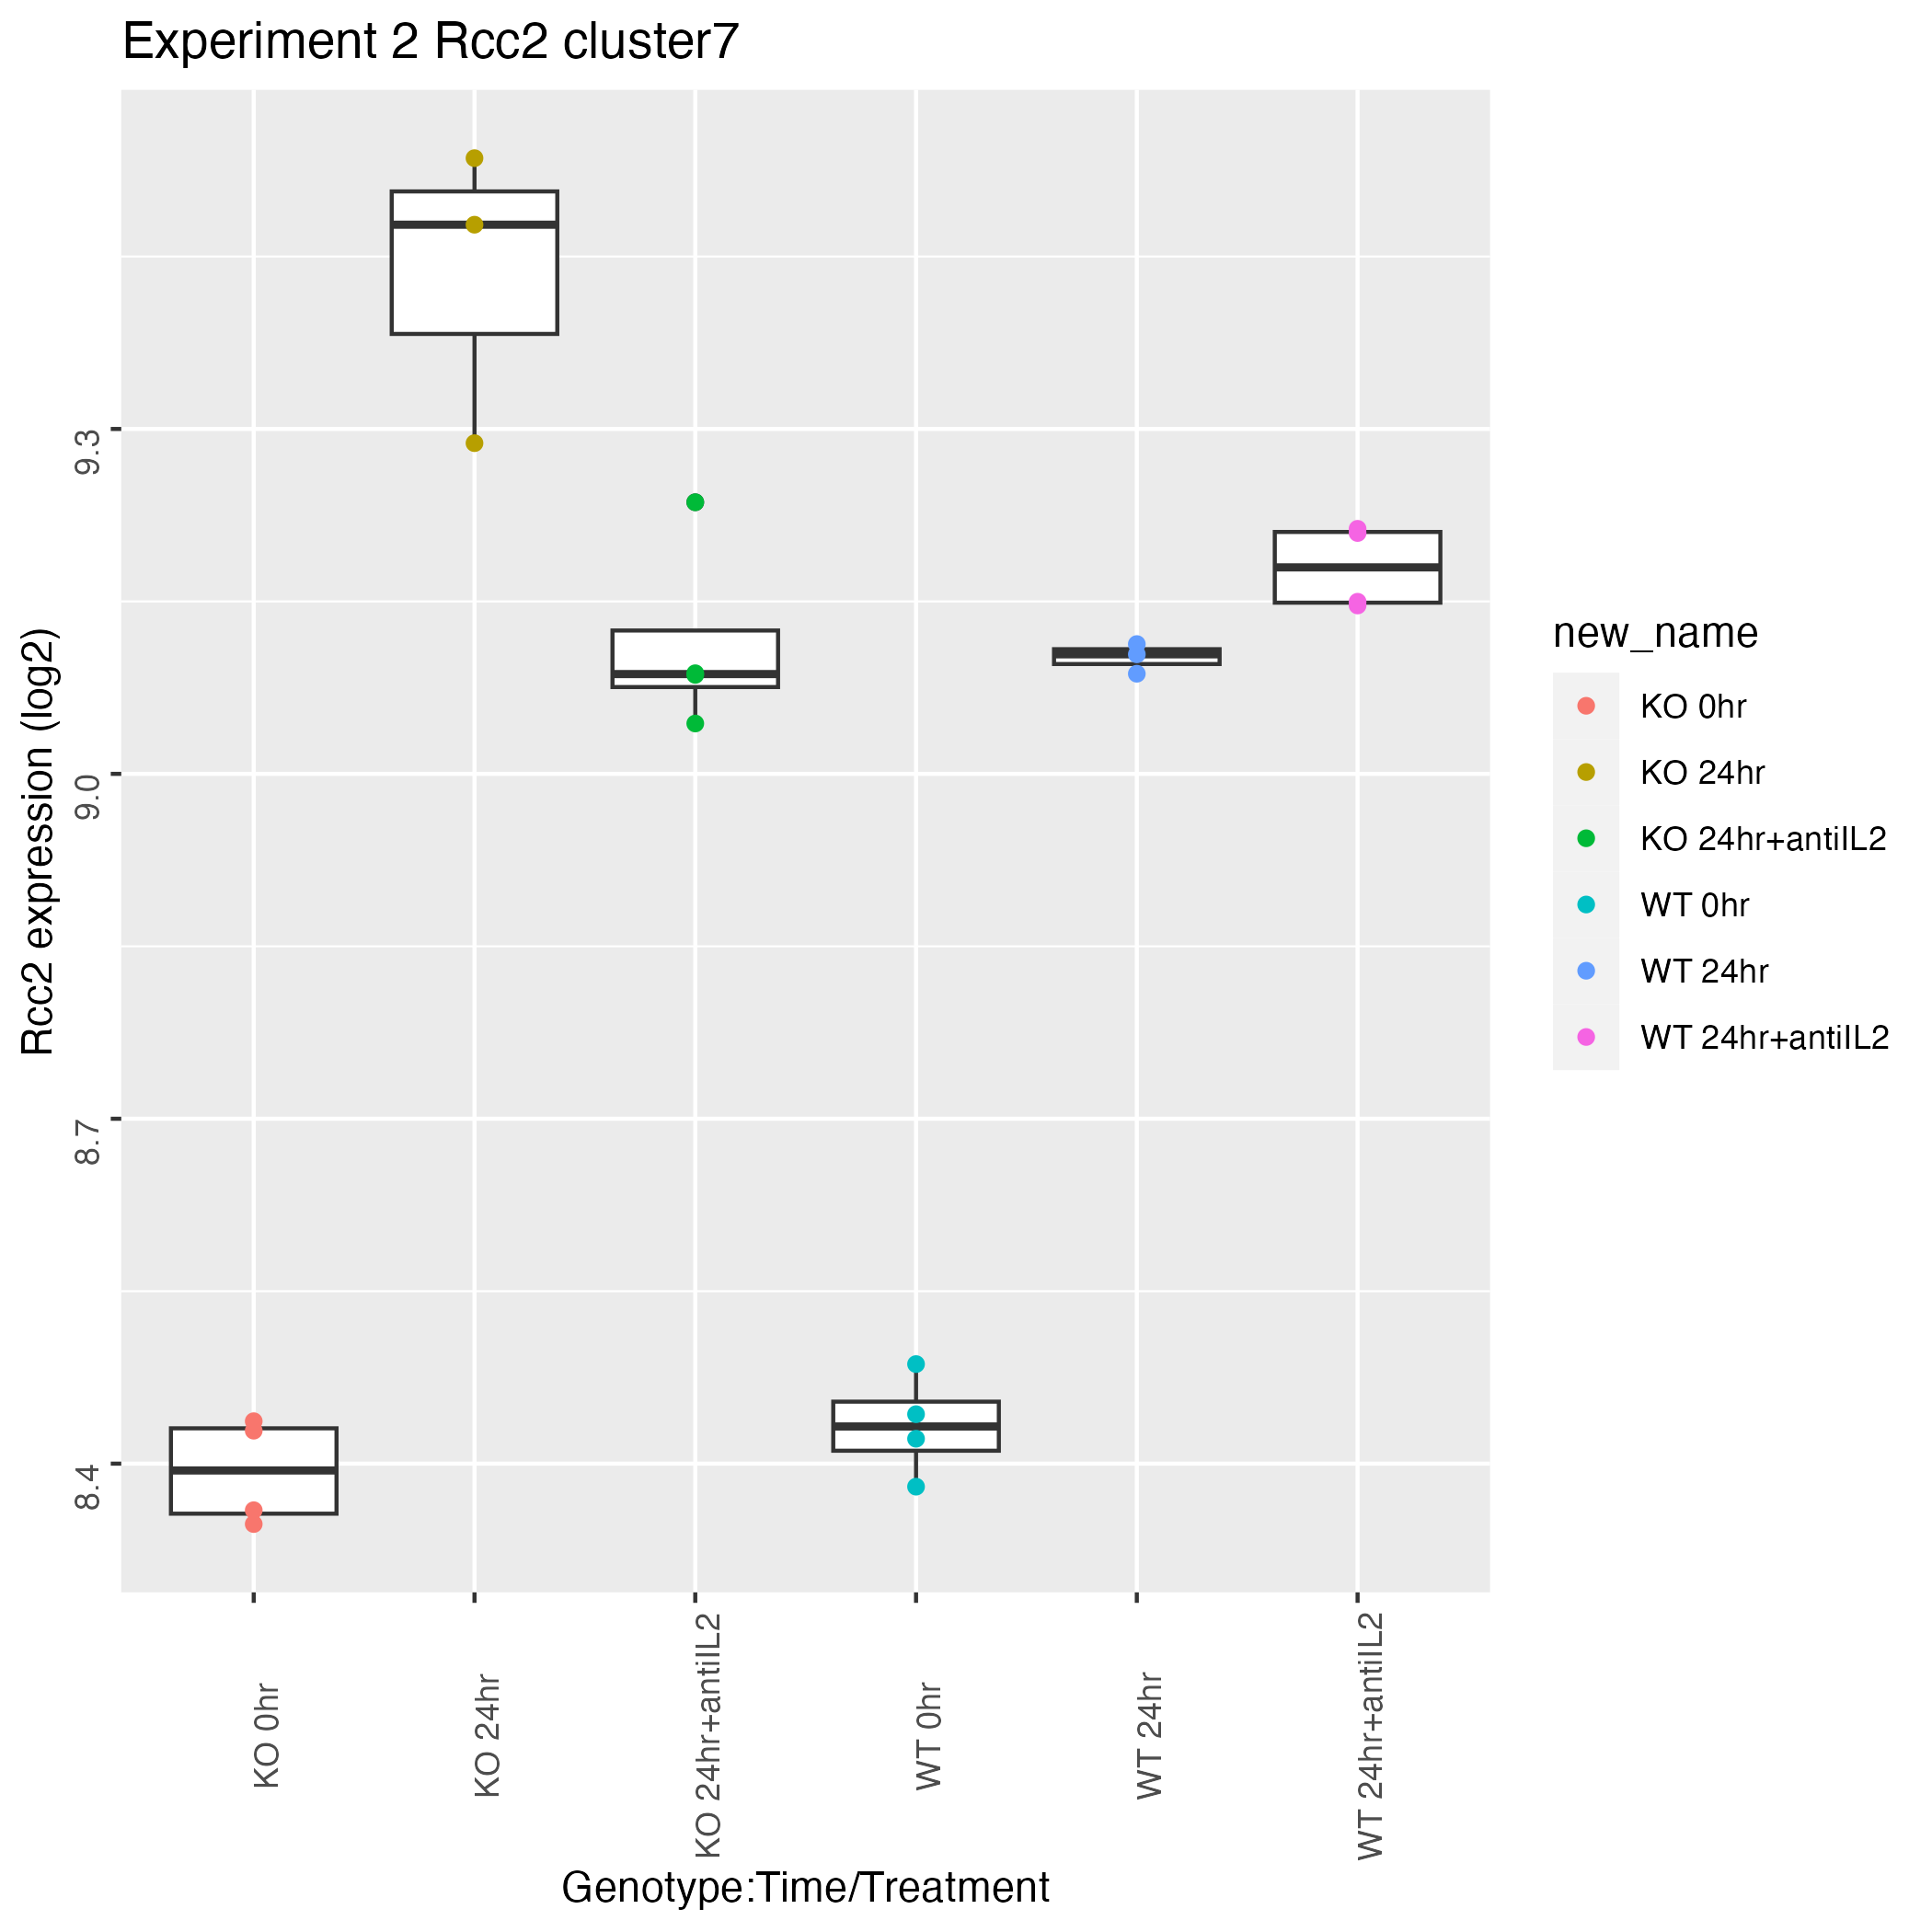 Experiment 2 Rcc2 cluster7
Rcc2 expression (log2)
9.3
9.0
8.7
8.4
KO 0hr
KO 24hr
KO 24hr+antiIL2
WT 0hr
WT 24hr
WT 24hr+antiIL2
Genotype:Time/Treatment
new_name
KO 0hr
KO 24hr
KO 24hr+antiIL2
WT 0hr
WT 24hr
WT 24hr+antiIL2